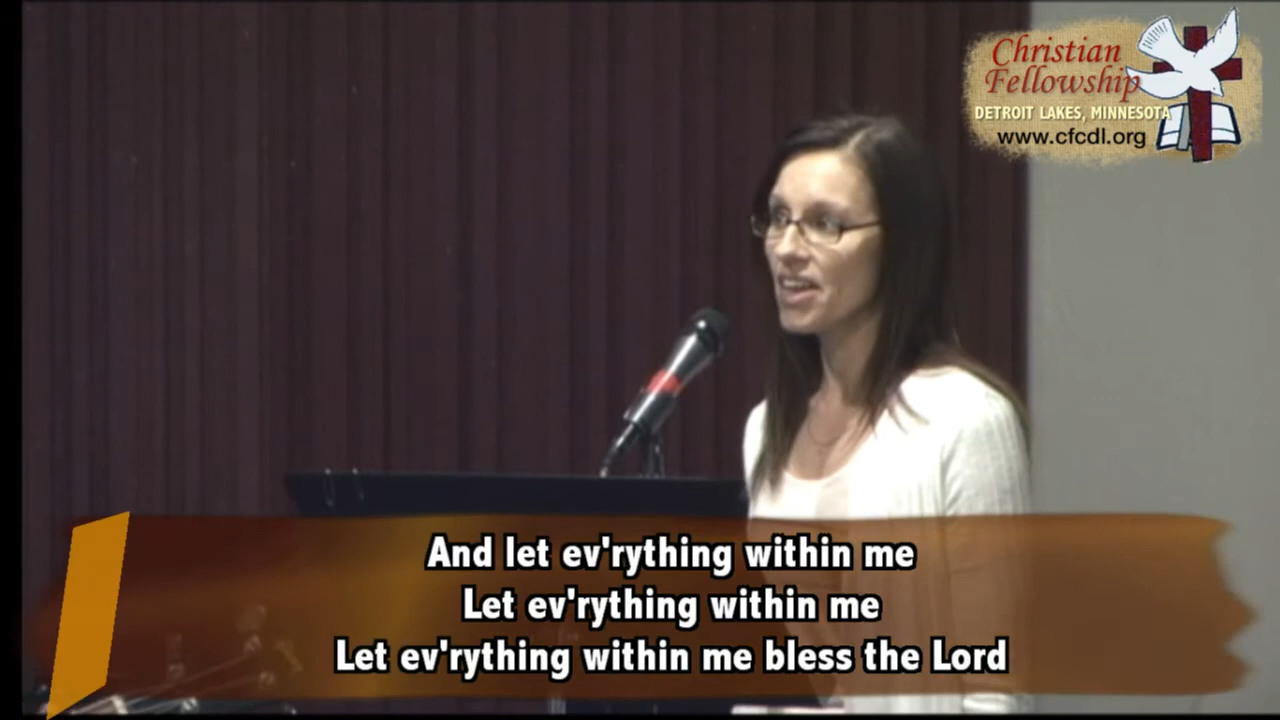 Christian
Fellowship
DETROIT LAKES, MINNESOTA
www.cfcdl.org
And let ev'rything within me
Let ev'rything within me
Let ev'rything within me bless the Lord